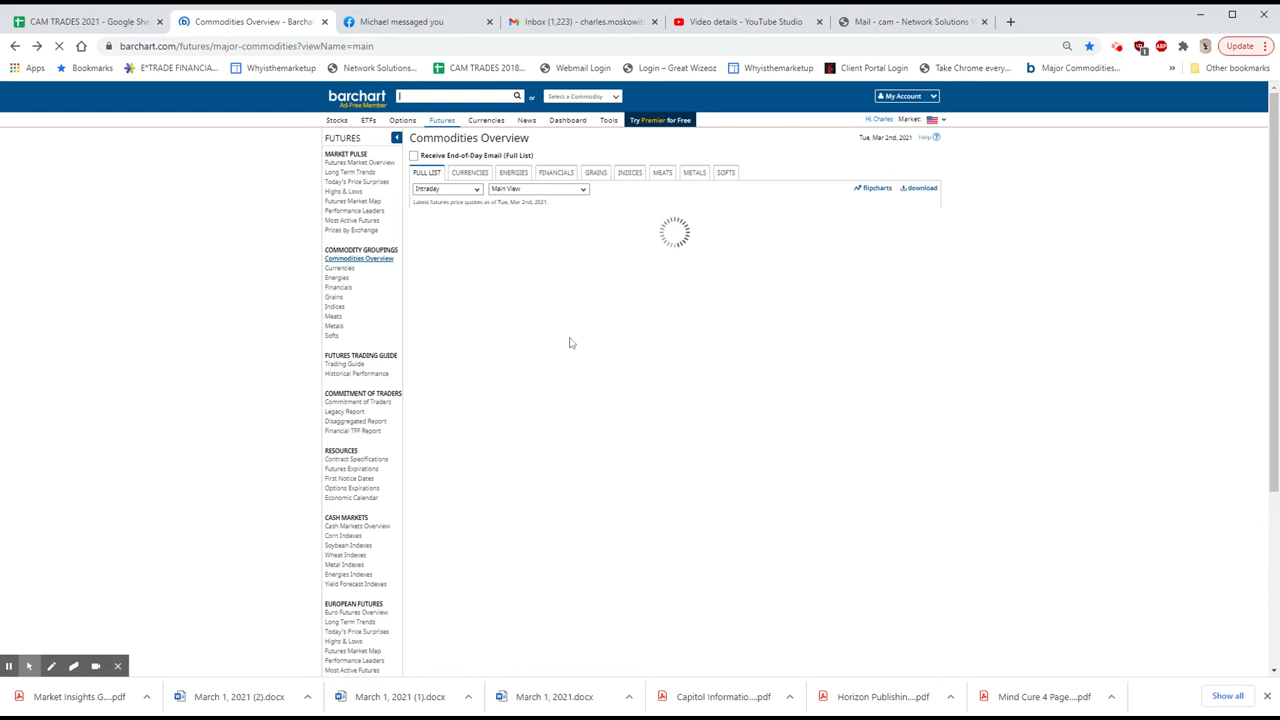 CAM TRADES 2021 - Google She
Commodities Overview - Barchar
Michael messaged you
Inbox (1,223) - charles.moskowit
Video details - YouTube Studio
Mail - cam - Network Solutions W
barchart.com/futures/major-commodities?viewName=main
Update
Apps
Bookmarks
E*TRADE FINANCIA...
Whyisthemarketup
Network Solutions...
CAM TRADES 2018...
Webmail Login
Login – Great Wizeoz
Whyisthemarketup
Client Portal Login
Take Chrome every...
Major Commodities...
»
Other bookmarks
barchart
Ad-Free Member
or
Select a Commodity
My Account
Stocks
ETFs
Options
Futures
Currencies
News
Dashboard
Tools
Try Premier for Free
Hi, Charles
Market:
FUTURES
Commodities Overview
Tue, Mar 2nd, 2021
Help
MARKET PULSE
Futures Market Overview
Long Term Trends
Today's Price Surprises
Highs & Lows
Futures Market Map
Performance Leaders
Most Active Futures
Prices by Exchange
COMMODITY GROUPINGS
Commodities Overview
Currencies
Energies
Financials
Grains
Indices
Meats
Metals
Softs
FUTURES TRADING GUIDE
Trading Guide
Historical Performance
COMMITMENT OF TRADERS
Commitment of Traders
Legacy Report
Disaggregated Report
Financial TFF Report
RESOURCES
Contract Specifications
Futures Expirations
First Notice Dates
Options Expirations
Economic Calendar
CASH MARKETS
Cash Markets Overview
Corn Indexes
Soybean Indexes
Wheat Indexes
Metal Indexes
Energies Indexes
Yield Forecast Indexes
EUROPEAN FUTURES
Euro Futures Overview
Long Term Trends
Today's Price Surprises
Highs & Lows
Futures Market Map
Performance Leaders
Most Active Futures
Receive End-of-Day Email (Full List)
FULL LIST
CURRENCIES
ENERGIES
FINANCIALS
GRAINS
INDICES
MEATS
METALS
SOFTS
Intraday
Main View
flipcharts
download
Latest futures price quotes as of Tue, Mar 2nd, 2021.
Market Insights G....pdf
March 1, 2021 (2).docx
March 1, 2021 (1).docx
March 1, 2021.docx
Capitol Informatio....pdf
Horizon Publishin....pdf
Mind Cure 4 Page....pdf
Show all